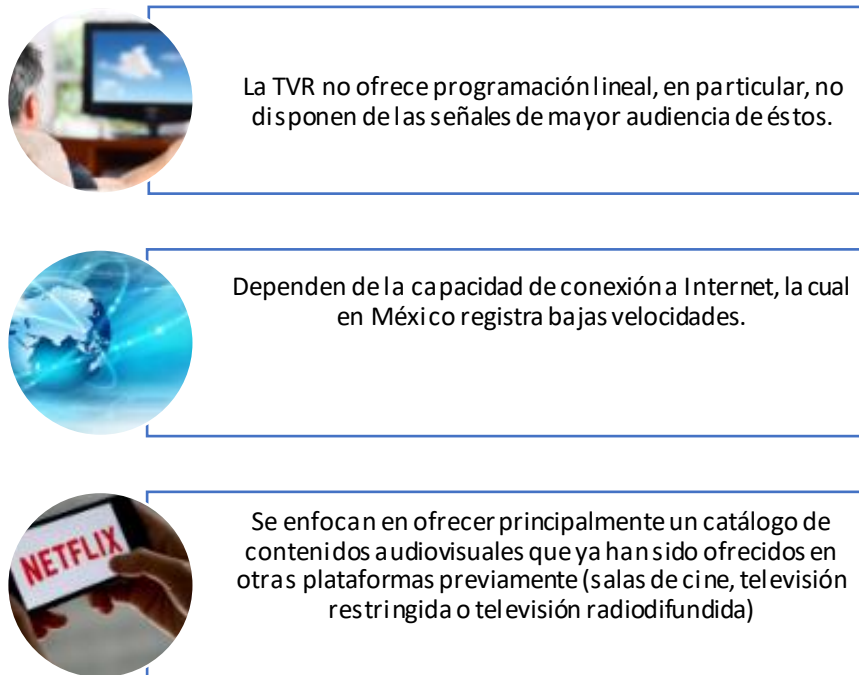 La TVR no ofrece programación lineal, en particular, no
disponen de las señales de mayor audiencia de éstos.
Dependen de la capacidad de conexión a Internet, la cual
en México registra bajas velocidades.
NETFLIX
Se enfocan en ofrecer principalmente un catálogo de
contenidos audiovisuales que ya han sido ofrecidos en
otras plataformas previamente (salas de cine, televisión
restringida o televisión radiodifundida)